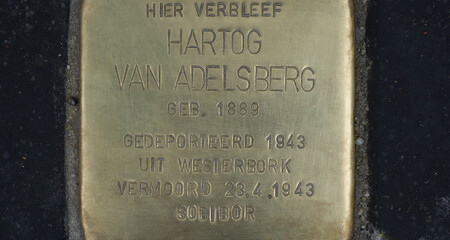 HIER VERBLEEF
HARTOG
VAN ADELSBERG
GEB. 1889
GEDEPORTEERD 1943
UIT WESTERBORK
VERMOORD 23.4.1943
SOBIBOR